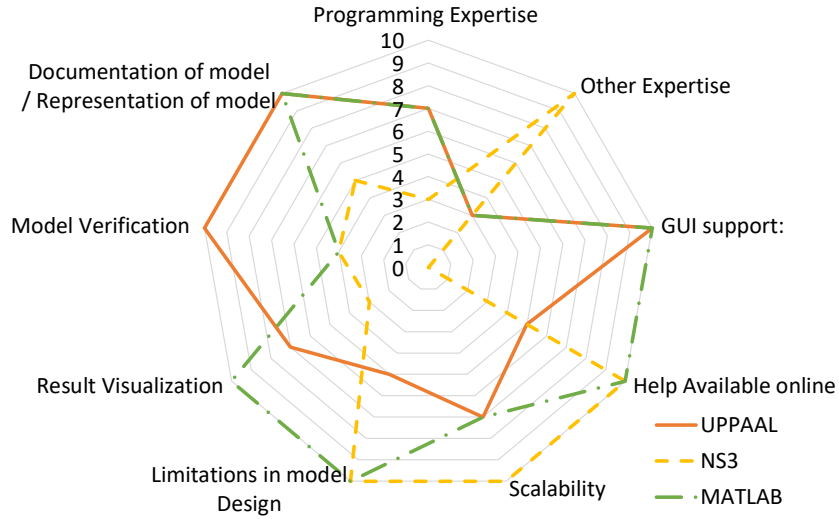 Programming Expertise
10
9
8
7
6
5
4
3
2
1
0
Other Expertise
GUI support:
Help Available online
Scalability
Limitations in model
Design
Result Visualization
Model Verification
Documentation of model
/ Representation of model
UPPAAL
NS3
MATLAB